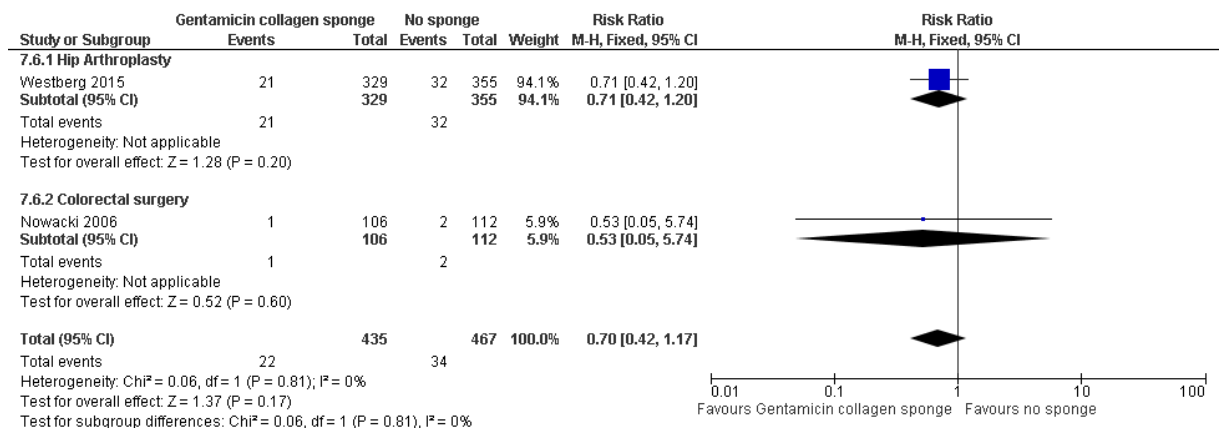 Gentamicin collagen sponge No sponge Risk Ratio Risk Ratio
Study or Subgroup Events Total Events Total Weight M-H, Fixed, 95% CI M-H, Fixed, 95% CI
7.6.1 Hip Arthroplasty
Westberg 2015 21 329 32 355 94.1% 0.71 [0.42, 1.20]
Subtotal (95% CI) 329 355 94.1% 0.71 [0.42, 1.20]
Total events 21 32
Heterogeneity: Not applicable
Test for overall effect: Z = 1.28 (P = 0.20)
7.6.2 Colorectal surgery
Nowacki 2006 1 106 2 112 5.9% 0.53 [0.05, 5.74]
Subtotal (95% CI) 106 112 5.9% 0.53 [0.05, 5.74]
Total events 1 2
Heterogeneity: Not applicable
Test for overall effect: Z = 0.52 (P = 0.60)
Total (95% CI) 435 467 100.0% 0.70 [0.42, 1.17]
Total events 22 34
Heterogeneity: Chi² = 0.06, df = 1 (P = 0.81); I² = 0%
Test for overall effect: Z = 1.37 (P = 0.17)
Test for subgroup differences: Chi² = 0.06, df = 1 (P = 0.81), I² = 0%
0.01 0.1 1 10 100
Favours Gentamicin collagen sponge Favours no sponge